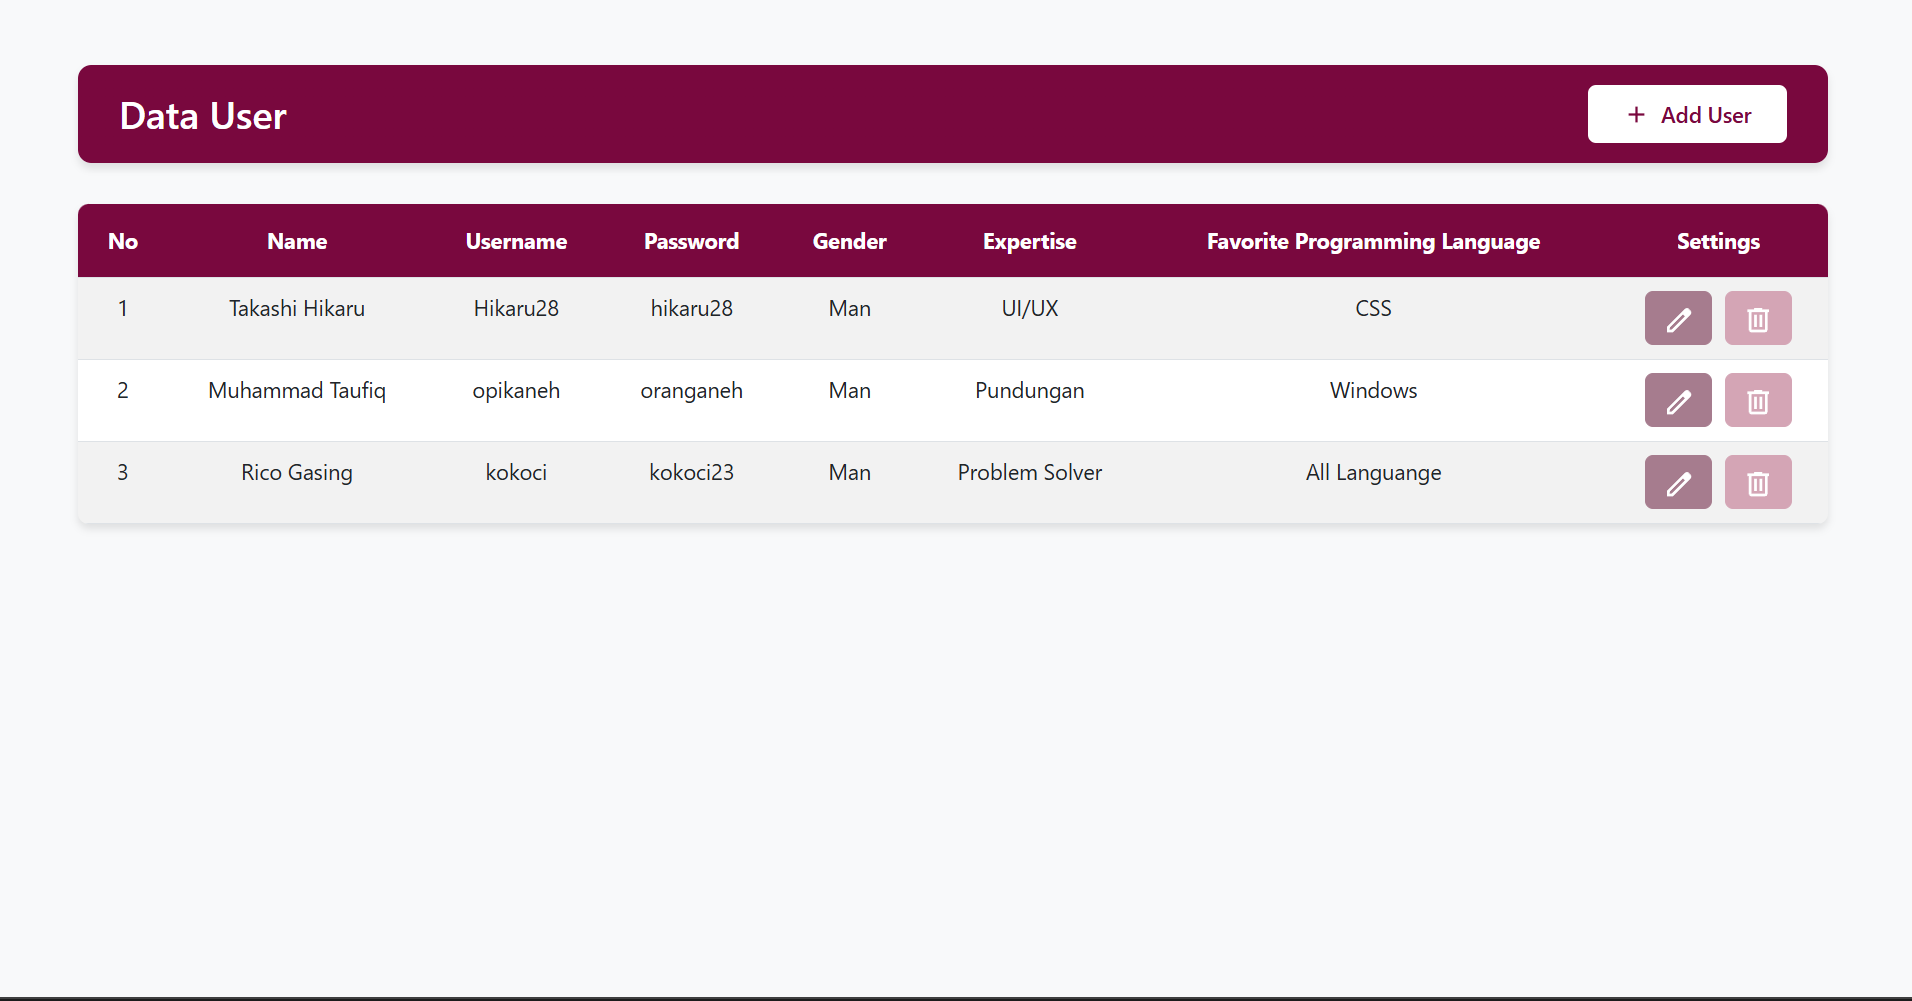 Data User
+ Add User
No Name Username Password Gender Expertise Favorite Programming Language Settings
1 Takashi Hikaru Hikaru28 hikaru28 Man UI/UX CSS
2 Muhammad Taufiq opikaneh oranganeh Man Pundungan Windows
3 Rico Gasing kokoci kokoci23 Man Problem Solver All Languange